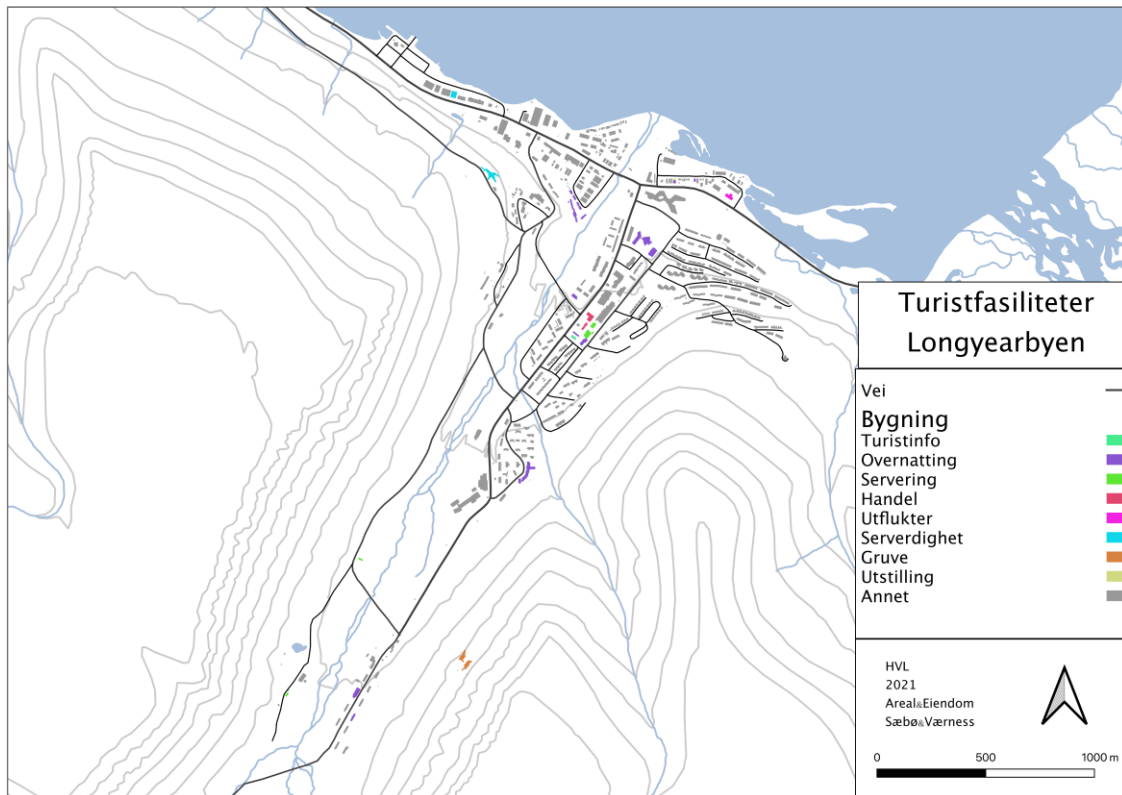 Turistfasiliteter
Longyearbyen
Vei
Bygning
Turistinfo
Overnatting
Servering
Handel
Utflukter
Serverdighet
Gruve
Utstilling
Annet
HVL
2021
Areal&Eiendom
Sæbø&Værness
0 500 1000 m